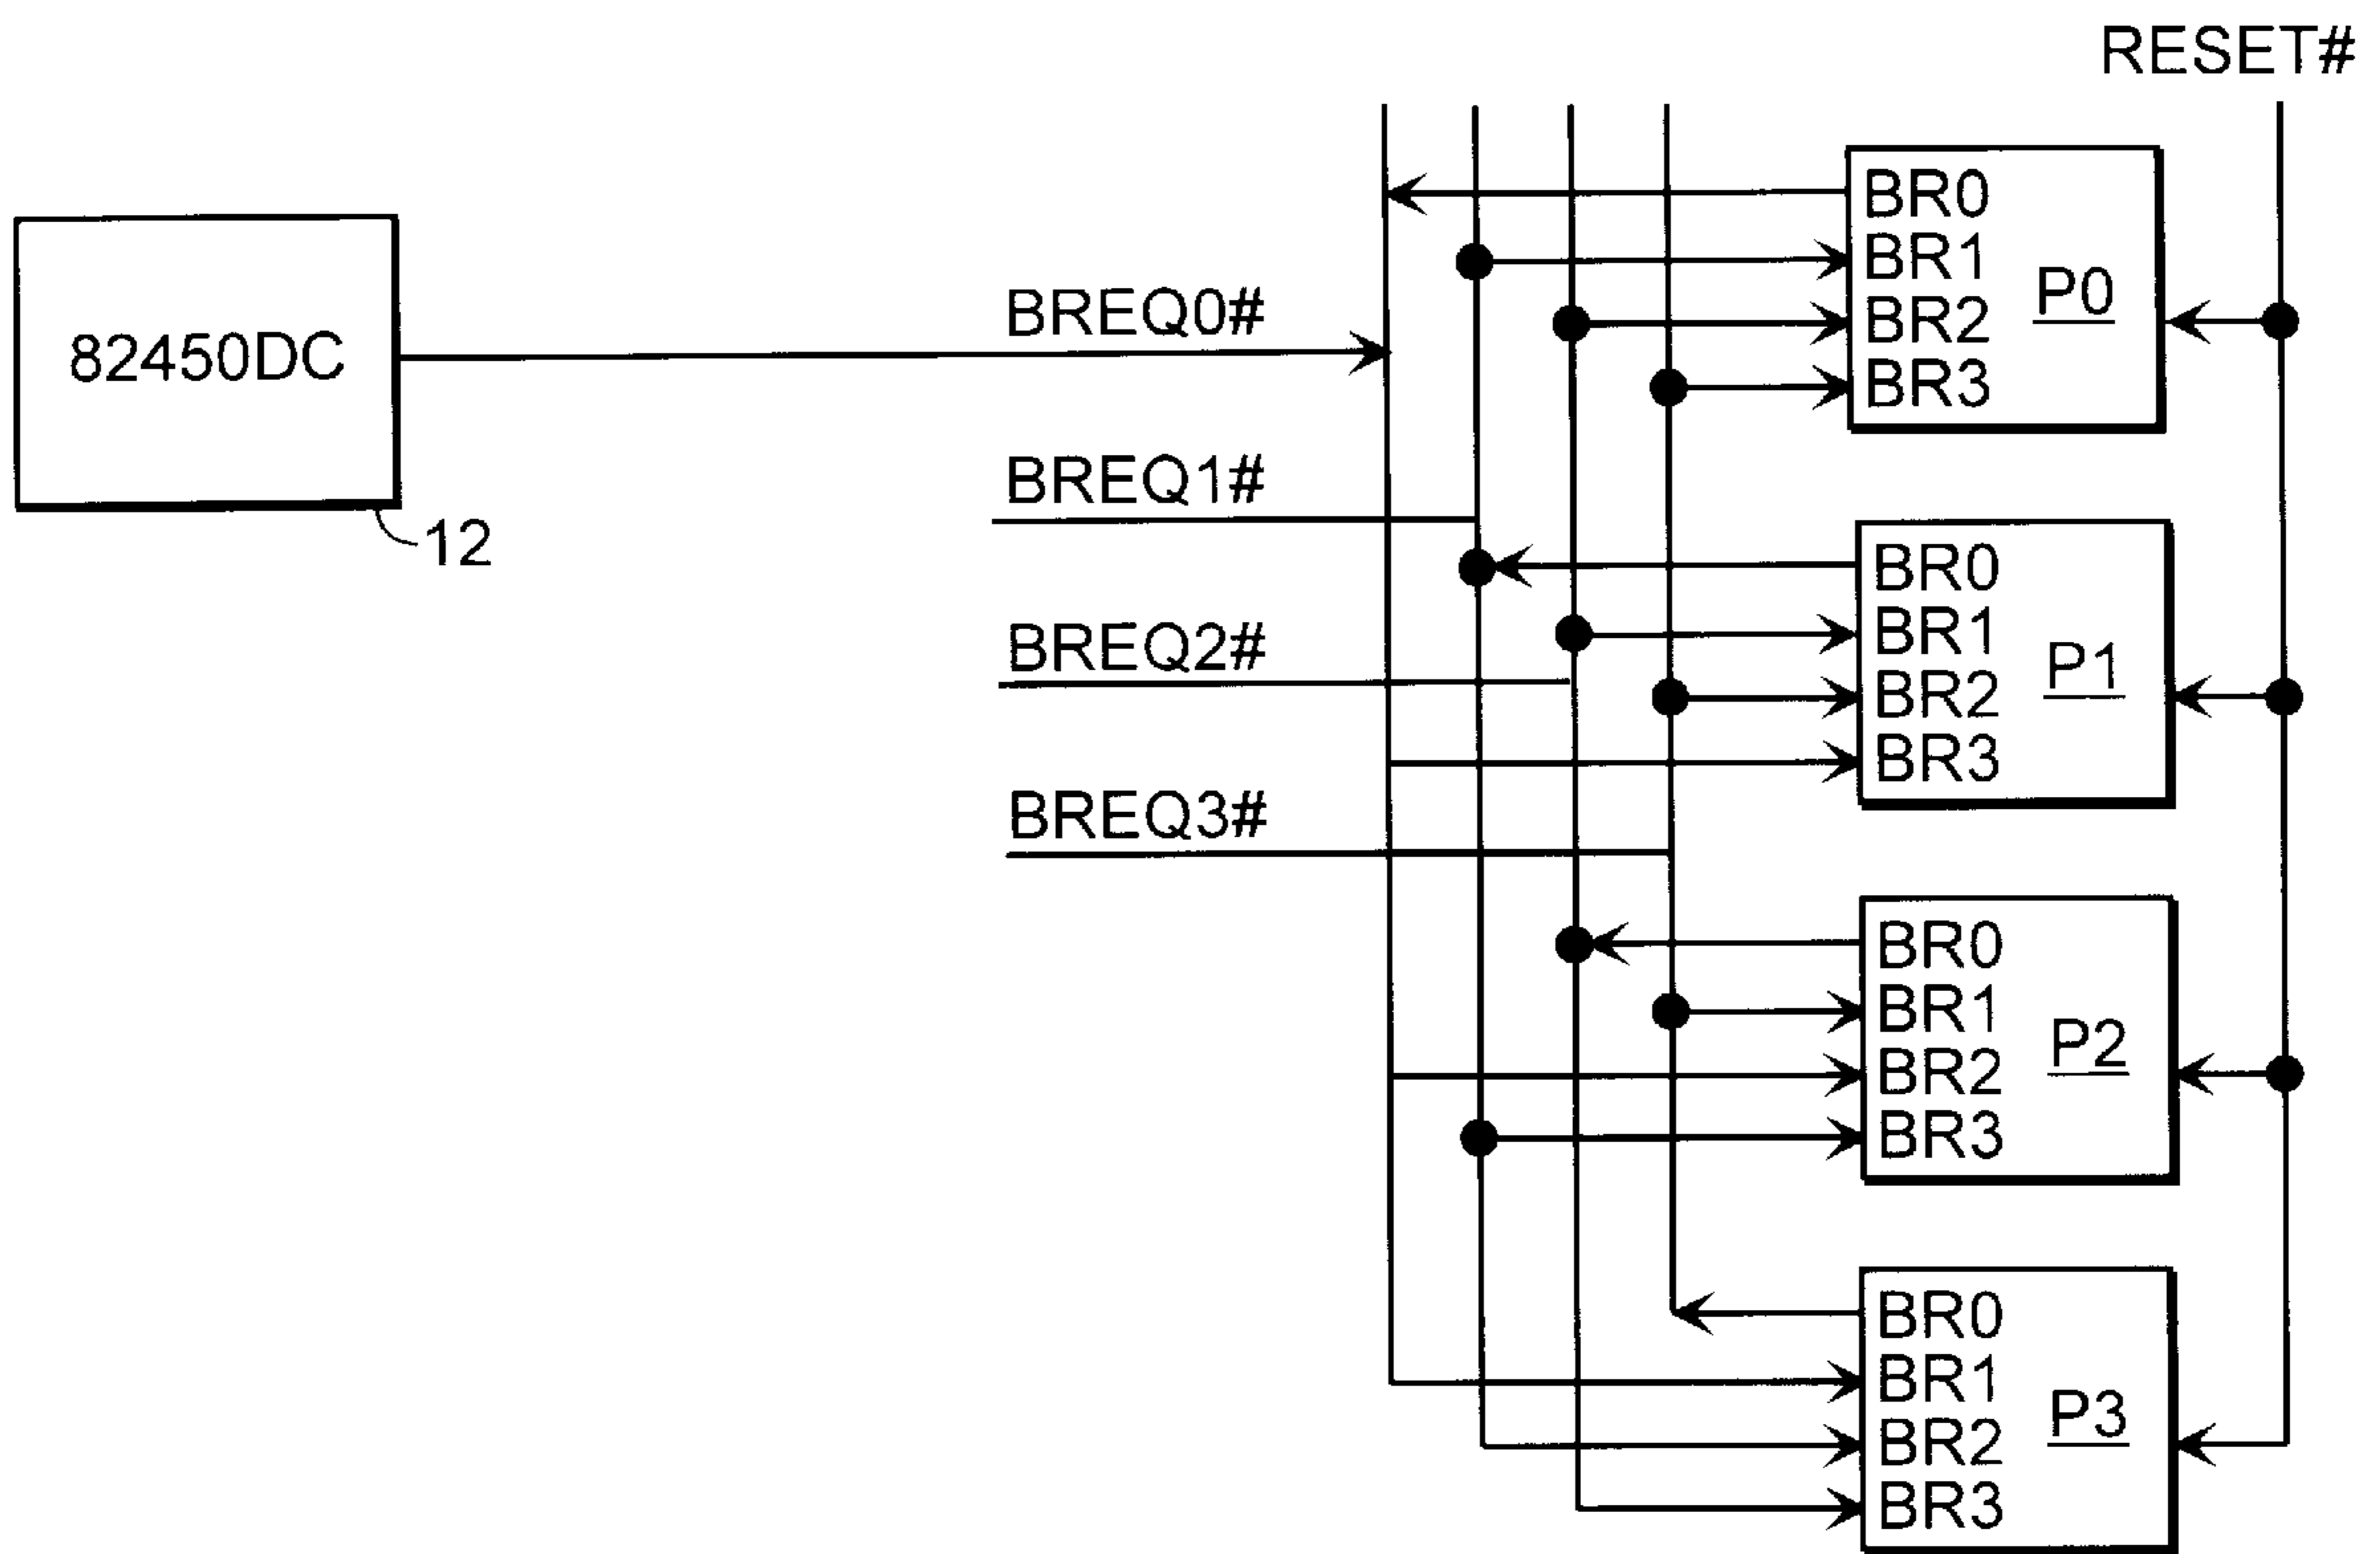 RESET#
82450DC
12
BREQ0#
BREQ1#
BREQ2#
BREQ3#
BR0
BR1
BR2
BR3
P0
BR0
BR1
BR2
BR3
P1
BR0
BR1
BR2
BR3
P2
BR0
BR1
BR2
BR3
P3